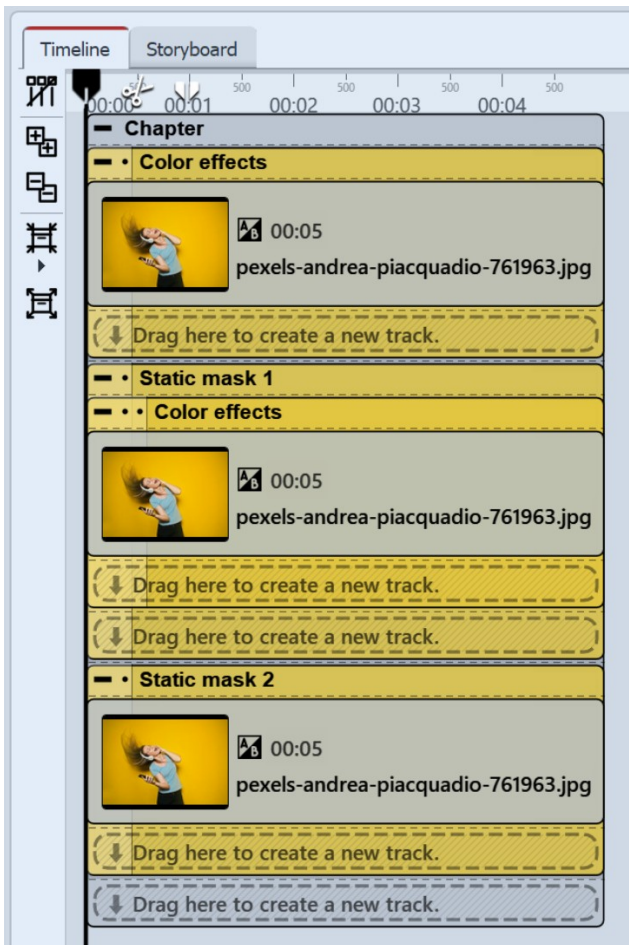 Timeline Storyboard
500 500 500 500 500
00:00 00:01 00:02 00:03 00:04
Chapter
Color effects
A B 00:05
pexels-andrea-piacquadio-761963.jpg
Drag here to create a new track.
Static mask 1
Color effects
A B 00:05
pexels-andrea-piacquadio-761963.jpg
Drag here to create a new track.
Drag here to create a new track.
Static mask 2
A B 00:05
pexels-andrea-piacquadio-761963.jpg
Drag here to create a new track.
Drag here to create a new track.